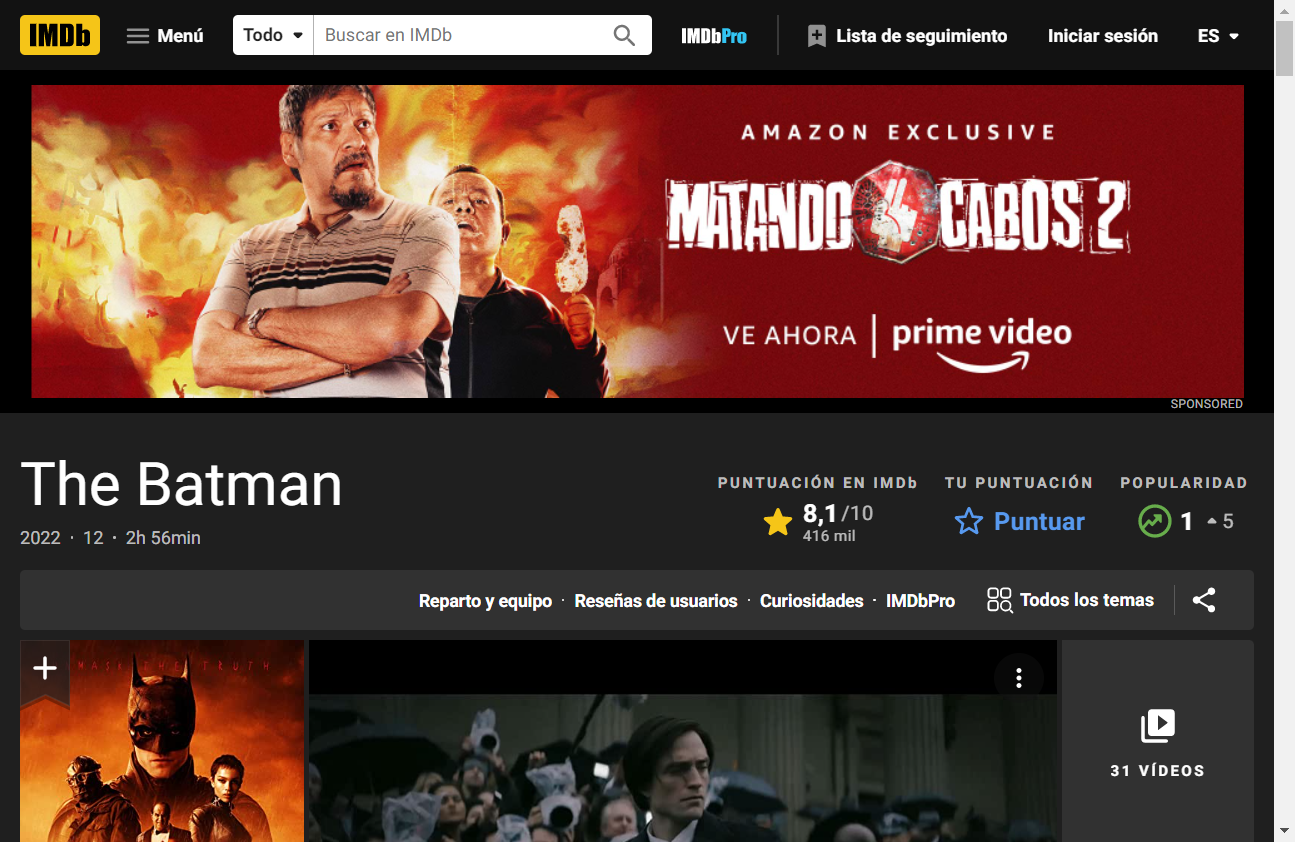 IMDb Menú Todo Buscar en IMDb IMDbPro Lista de seguimiento Iniciar sesión ES
AMAZON EXCLUSIVE
MATANDO CABOS 2
VE AHORA | prime video
SPONSORED
The Batman
2022 · 12 · 2h 56min
PUNTUACIÓN EN IMDb TU PUNTUACIÓN POPULARIDAD
8,1/10 Puntuar 1 5
416 mil
Reparto y equipo · Reseñas de usuarios · Curiosidades · IMDbPro Todos los temas
MASK THE TRUTH
31 VÍDEOS